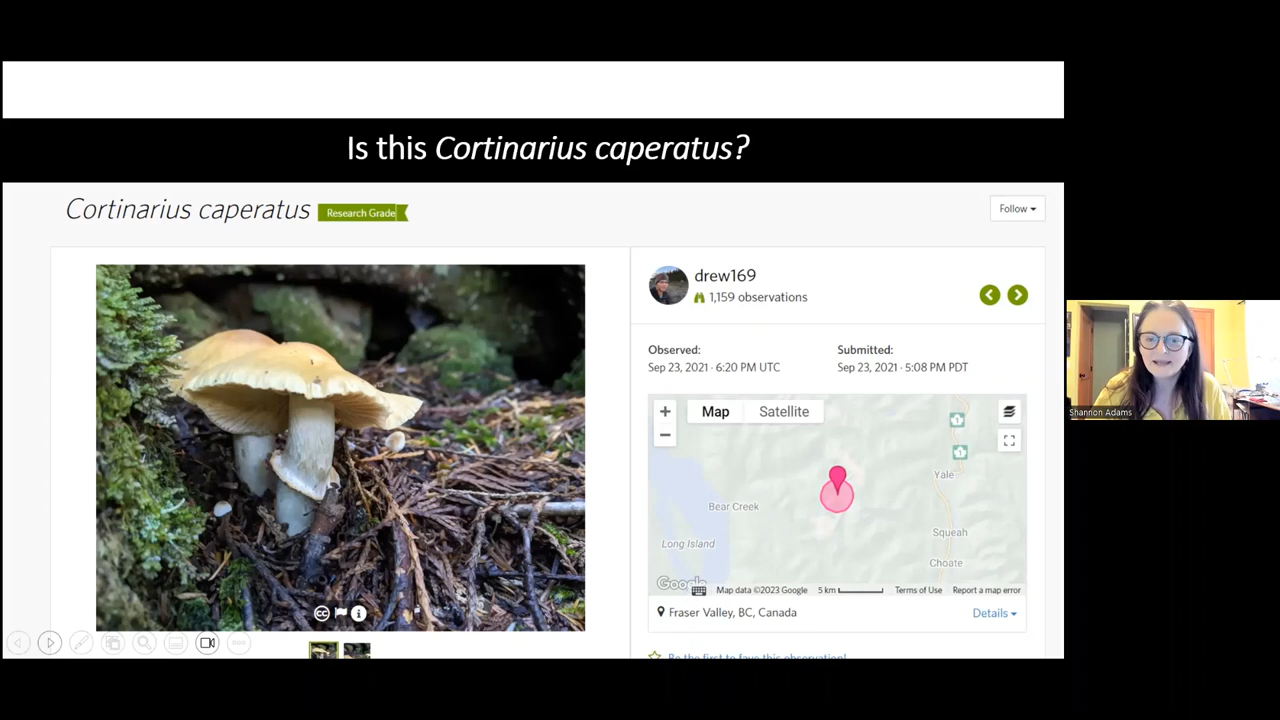 Is this Cortinarius caperatus?
Cortinarius caperatus Research Grade
Follow
drew169
1,159 observations
Observed:
Sep 23, 2021 · 6:20 PM UTC
Submitted:
Sep 23, 2021 · 5:08 PM PDT
+
−
Map Satellite
1
1
Yale
Bear Creek
Long Island
Squeah
Choate
Google
Map data ©2023 Google 5 km Terms of Use Report a map error
Fraser Valley, BC, Canada
Details
Be the first to fave this observation!
cc i
Shannon Adams